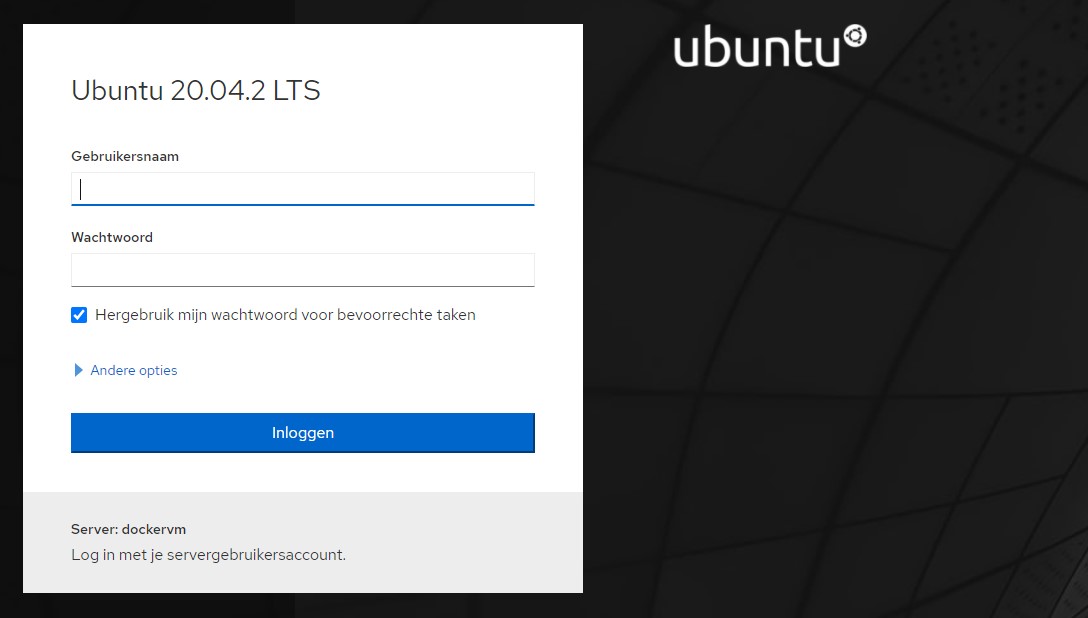 Ubuntu 20.04.2 LTS
ubuntu
Gebruikersnaam
Wachtwoord
Hergebruik mijn wachtwoord voor bevoorrechte taken
Andere opties
Inloggen
Server: dockervm
Log in met je servergebruikersaccount.